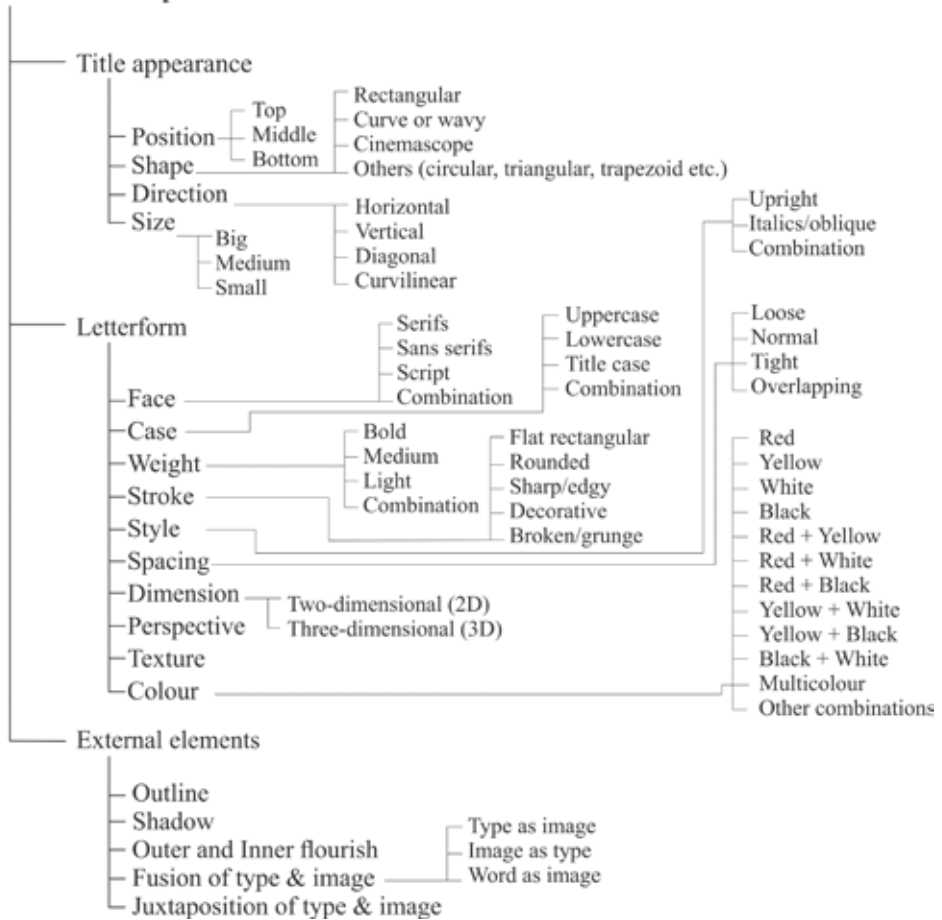 Title appearance
Position
Top
Middle
Bottom
Shape
Rectangular
Curve or wavy
Cinemascope
Others (circular, triangular, trapezoid etc.)
Direction
Horizontal
Vertical
Diagonal
Curvilinear
Size
Big
Medium
Small
Letterform
Face
Serifs
Sans serifs
Script
Combination
Case
Uppercase
Lowercase
Title case
Combination
Weight
Bold
Medium
Light
Combination
Stroke
Flat rectangular
Rounded
Sharp/edgy
Decorative
Broken/grunge
Style
Upright
Italics/oblique
Combination
Spacing
Loose
Normal
Tight
Overlapping
Dimension
Two-dimensional (2D)
Three-dimensional (3D)
Perspective
Texture
Colour
Red
Yellow
White
Black
Red + Yellow
Red + White
Red + Black
Yellow + White
Yellow + Black
Black + White
Multicolour
Other combinations
External elements
Outline
Shadow
Outer and Inner flourish
Fusion of type & image
Type as image
Image as type
Word as image
Juxtaposition of type & image